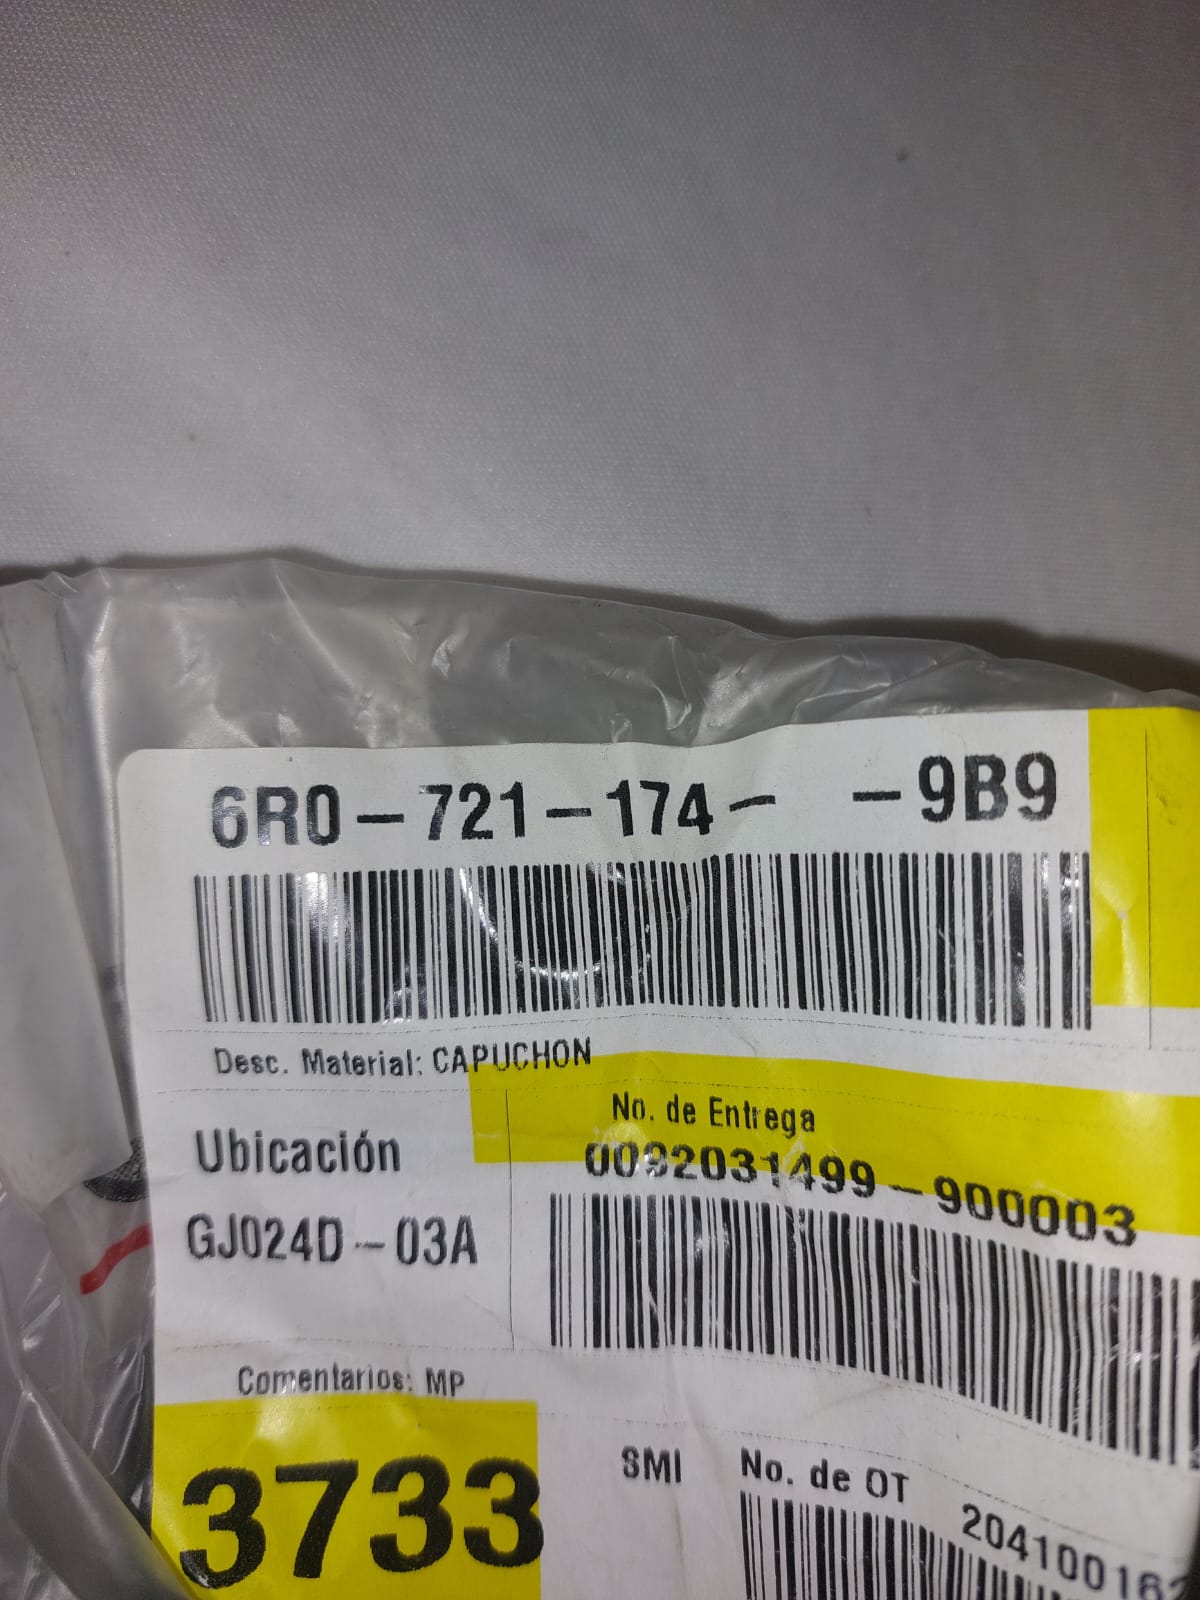 6R0-721-174- -9B9
Desc. Material: CAPUCHON
No. de Entrega
Ubicación
0092031499-900003
GJ024D-03A
Comentarios: MP
SMI No. de OT
3733